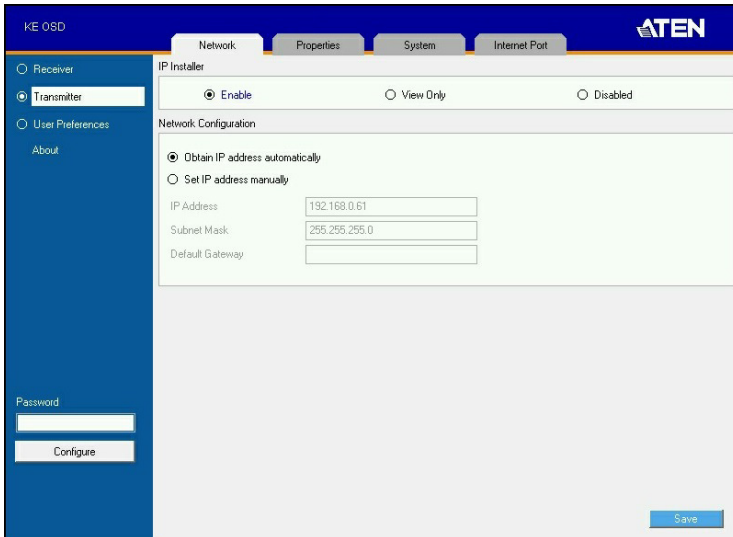 KE OSD
ATEN
Network Properties System Internet Port
Receiver
Transmitter
User Preferences
About
Password
Configure
IP Installer
Enable View Only Disabled
Network Configuration
Obtain IP address automatically
Set IP address manually
IP Address 192.168.0.61
Subnet Mask 255.255.255.0
Default Gateway
Save